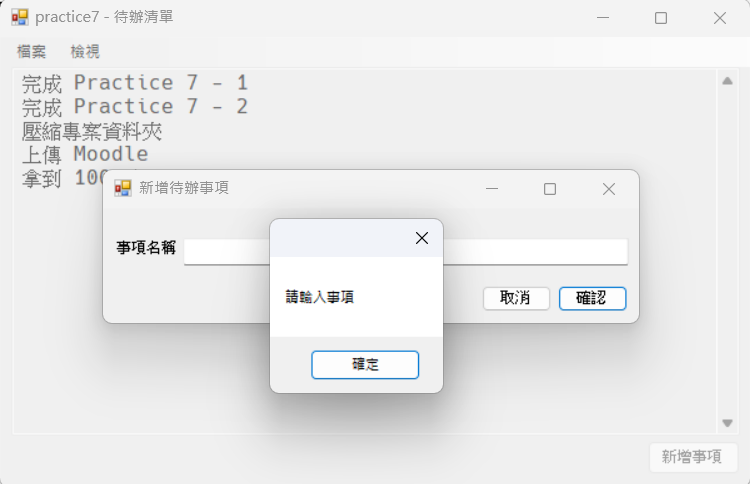 practice7 - 待辦清單
檔案 檢視
完成 Practice 7 - 1
完成 Practice 7 - 2
壓縮專案資料夾
上傳 Moodle
拿到 100
新增待辦事項
事項名稱
請輸入事項
取消 確認
確定
新增事項